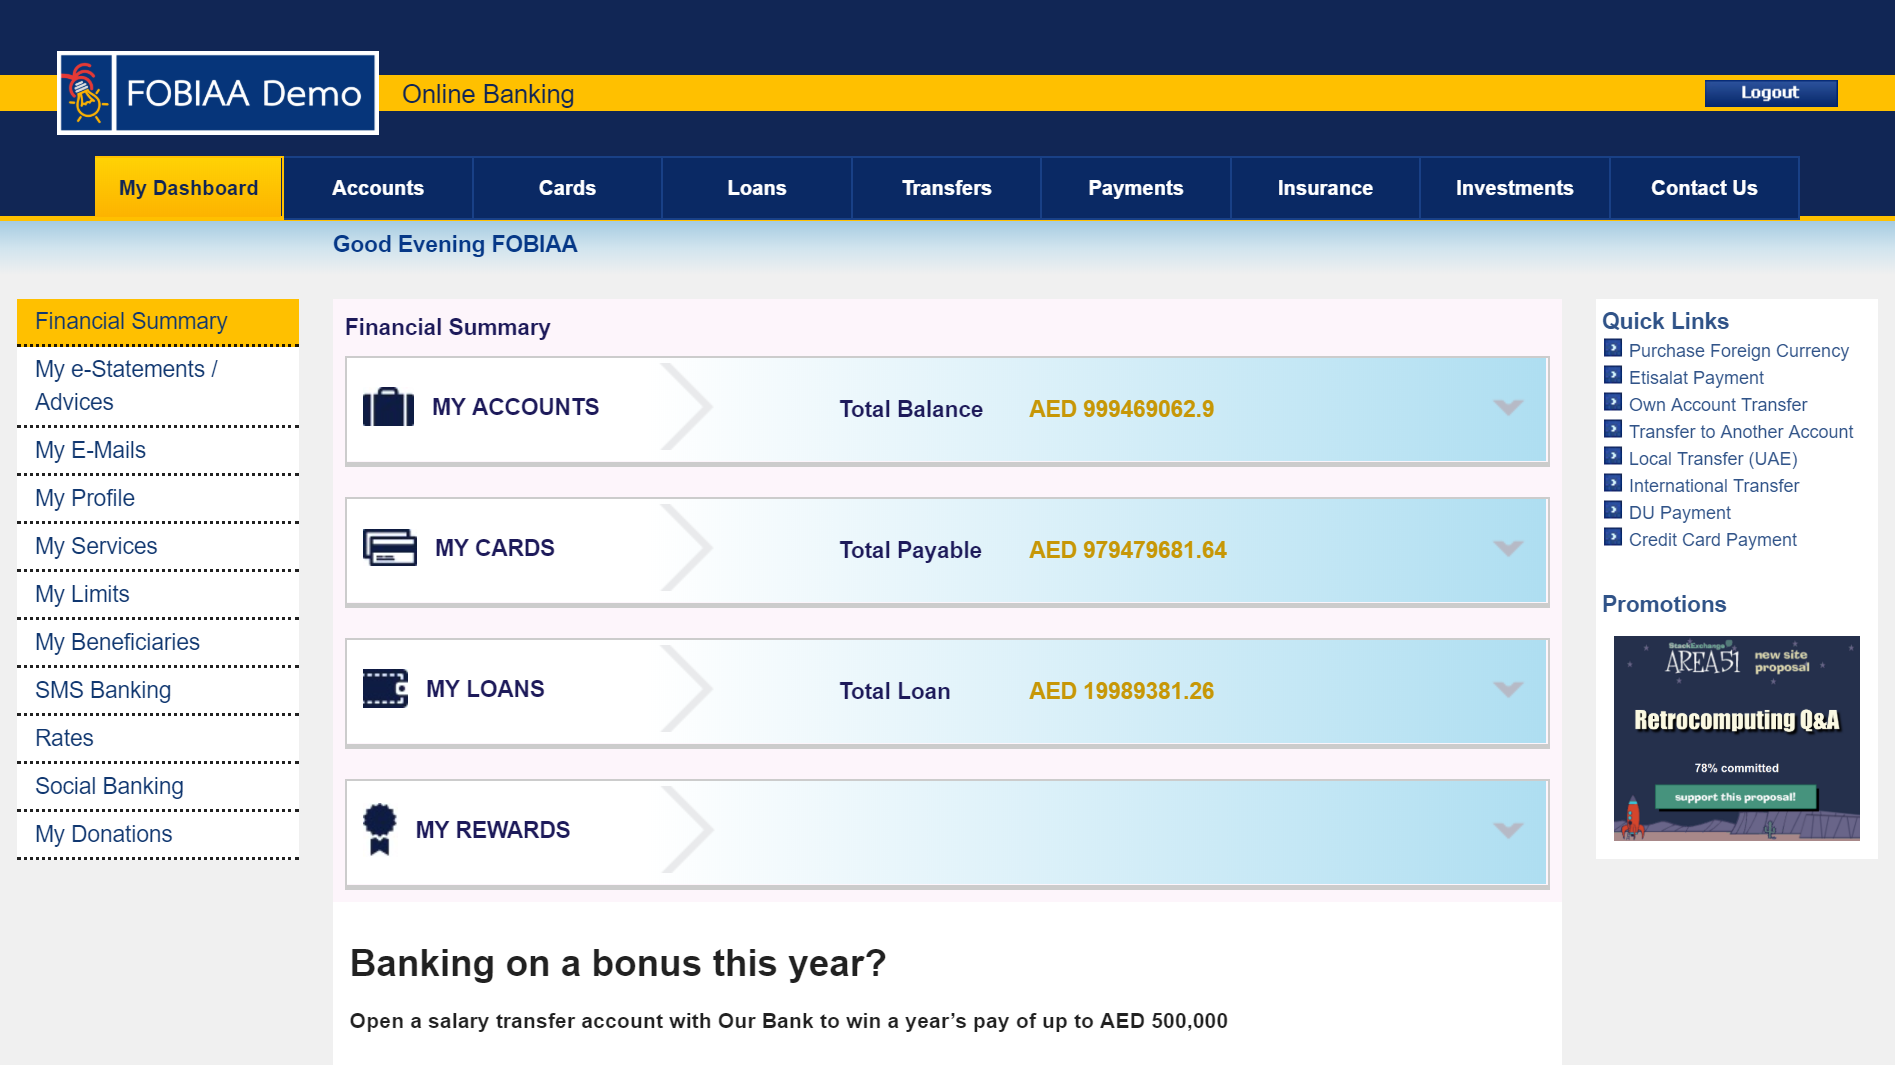 FOBIAA Demo
Online Banking
Logout
My Dashboard
Accounts
Cards
Loans
Transfers
Payments
Insurance
Investments
Contact Us
Good Evening FOBIAA
Financial Summary
My e-Statements /
Advices
My E-Mails
My Profile
My Services
My Limits
My Beneficiaries
SMS Banking
Rates
Social Banking
My Donations
Financial Summary
MY ACCOUNTS
Total Balance AED 999469062.9
MY CARDS
Total Payable AED 979479681.64
MY LOANS
Total Loan AED 19989381.26
MY REWARDS
Banking on a bonus this year?
Open a salary transfer account with Our Bank to win a year’s pay of up to AED 500,000
Quick Links
Purchase Foreign Currency
Etisalat Payment
Own Account Transfer
Transfer to Another Account
Local Transfer (UAE)
International Transfer
DU Payment
Credit Card Payment
Promotions
StackExchange
AREA51
new site
proposal
Retrocomputing Q&A
78% committed
support this proposal!